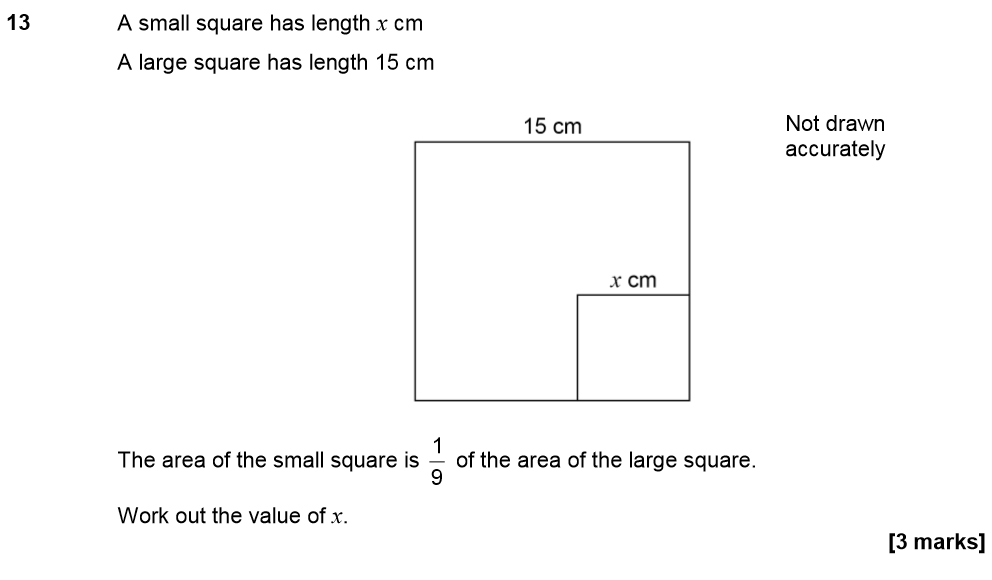 13 A small square has length x cm
A large square has length 15 cm
15 cm
Not drawn
accurately
x cm
The area of the small square is 1/9 of the area of the large square.
Work out the value of x.
[3 marks]